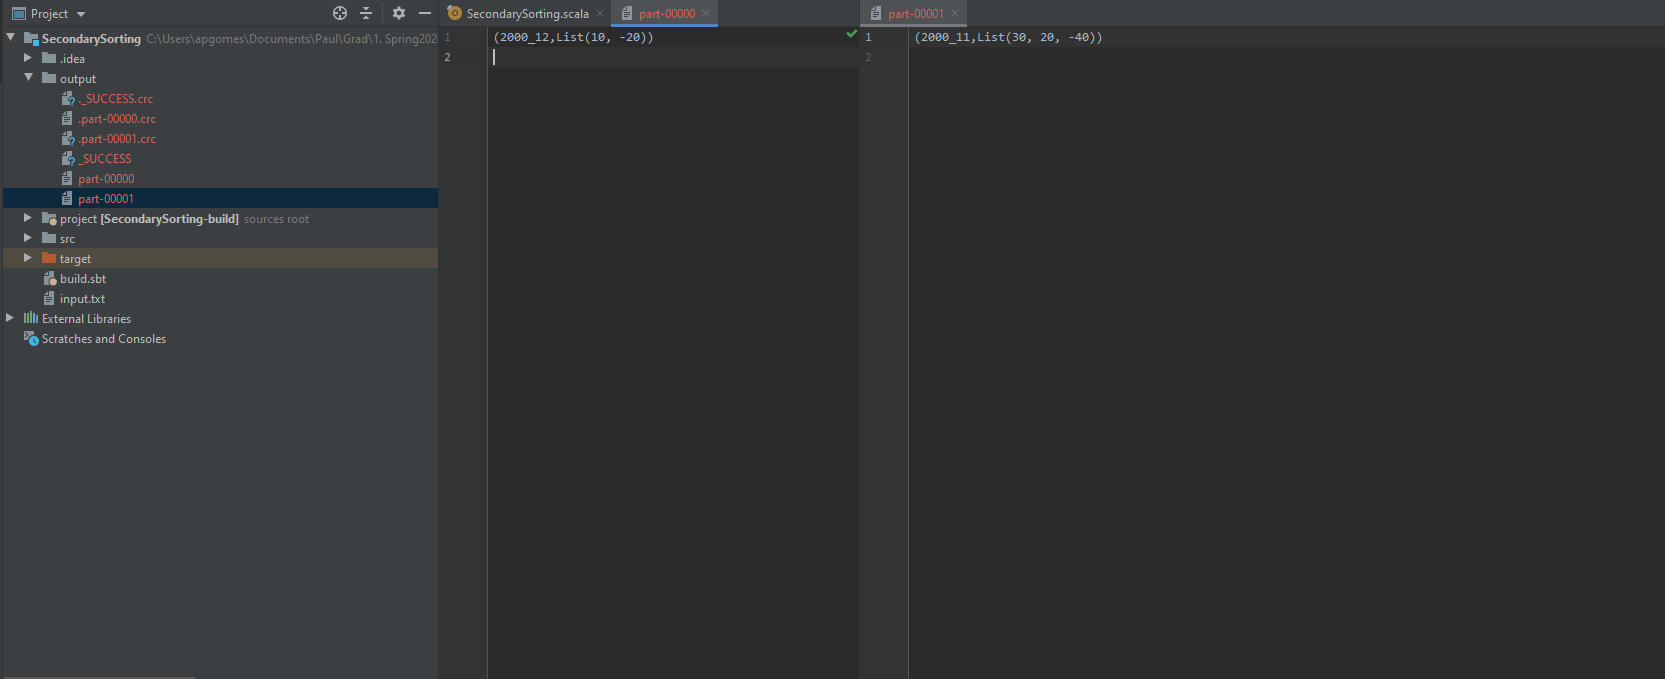 Project
SecondarySorting C:\Users\apgomes\Documents\Paul\Grad\1. Spring202
.idea
output
._SUCCESS.crc
.part-00000.crc
.part-00001.crc
_SUCCESS
part-00000
part-00001
project [SecondarySorting-build] sources root
src
target
build.sbt
input.txt
External Libraries
Scratches and Consoles
SecondarySorting.scala
part-00000
1 (2000_12,List(10, -20))
2
part-00001
1 (2000_11,List(30, 20, -40))
2